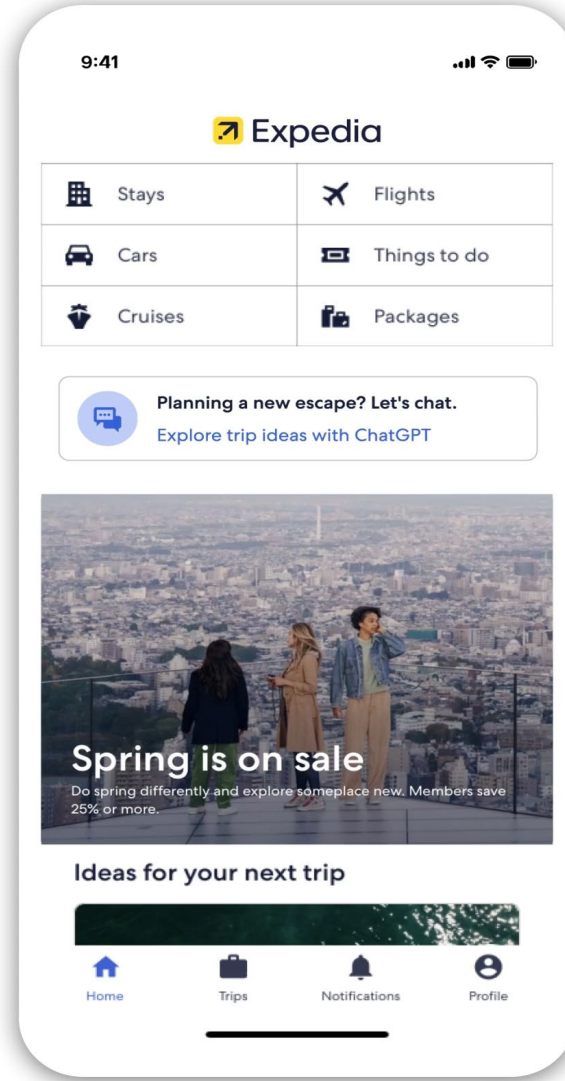 9:41
Expedia
Stays
Flights
Cars
Things to do
Cruises
Packages
Planning a new escape? Let's chat.
Explore trip ideas with ChatGPT
Spring is on sale
Do spring differently and explore someplace new. Members save
25% or more.
Ideas for your next trip
Home
Trips
Notifications
Profile